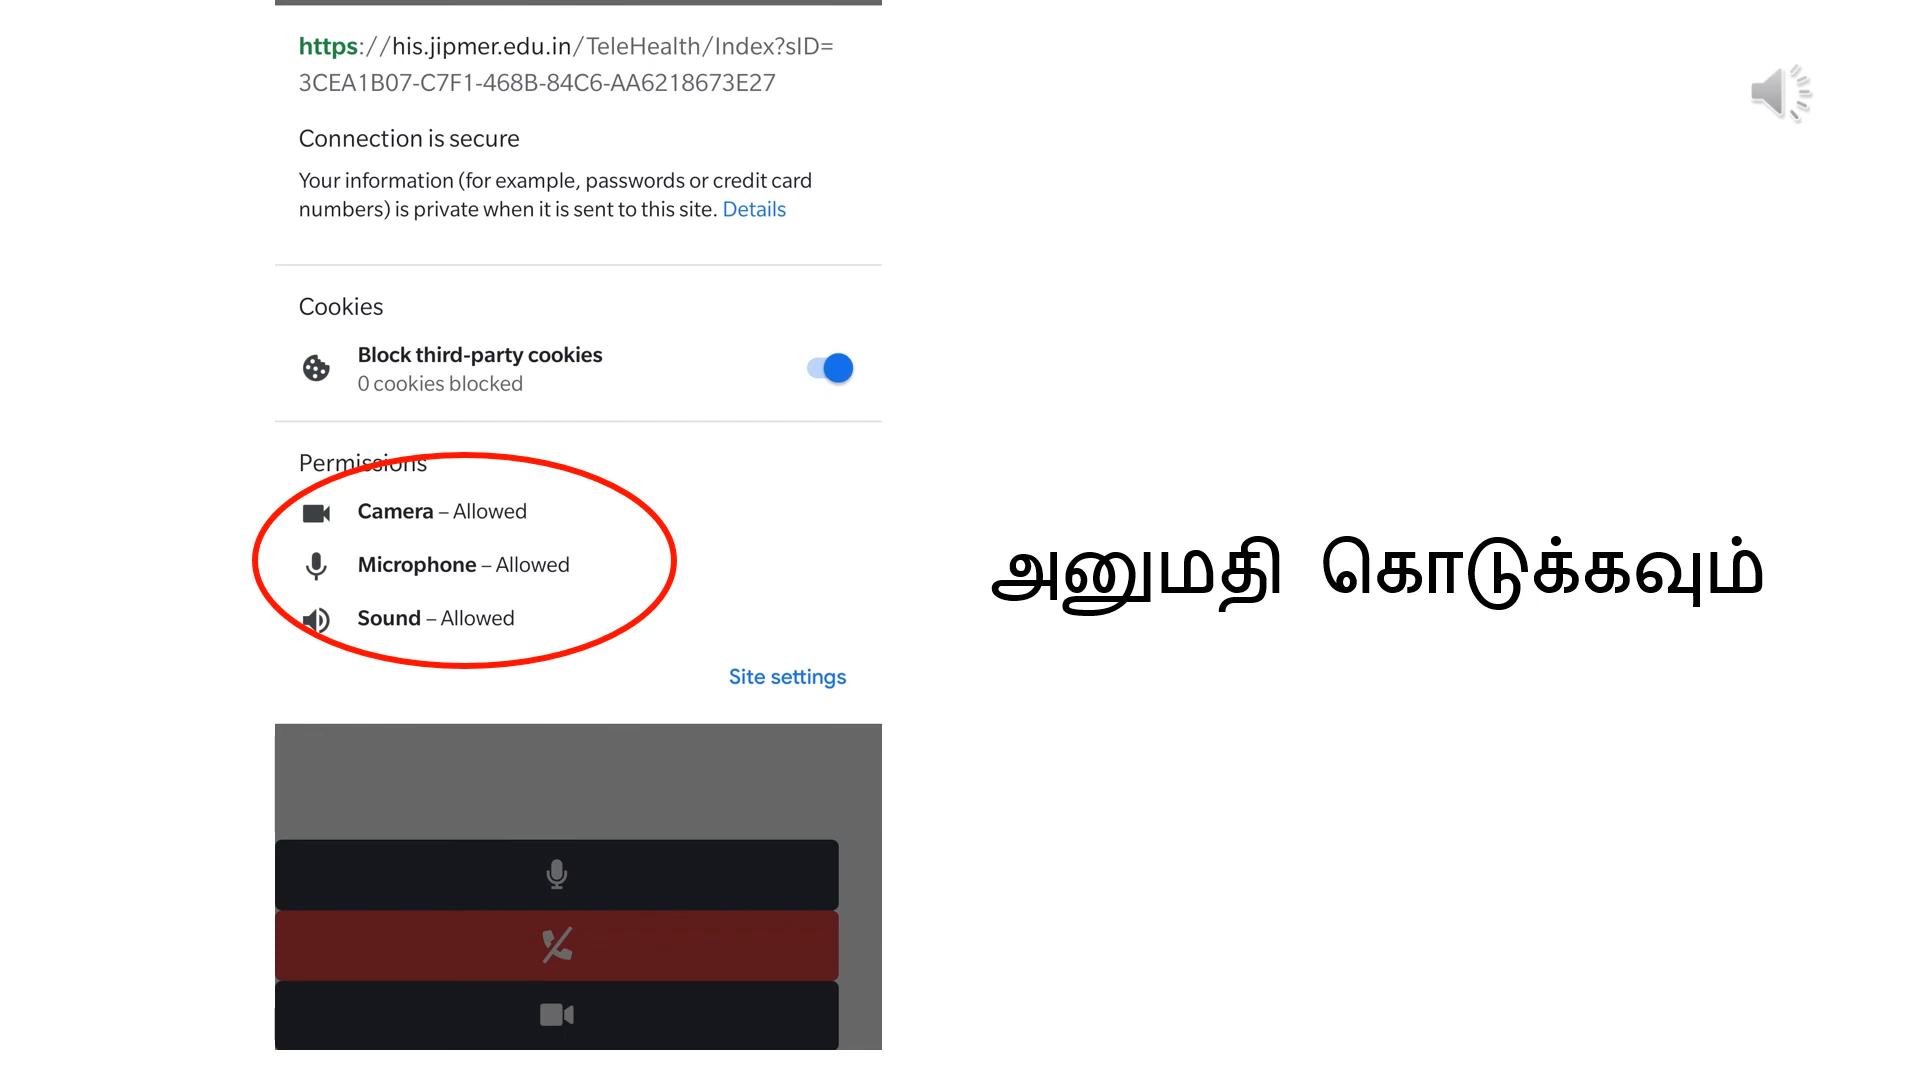 https://his.jipmer.edu.in/TeleHealth/Index?sID=
3CEA1B07-C7F1-468B-84C6-AA6218673E27
Connection is secure
Your information (for example, passwords or credit card
numbers) is private when it is sent to this site. Details
Cookies
Block third-party cookies
0 cookies blocked
Permissions
Camera – Allowed
Microphone – Allowed
Sound – Allowed
Site settings
அனுமதி கொடுக்கவும்